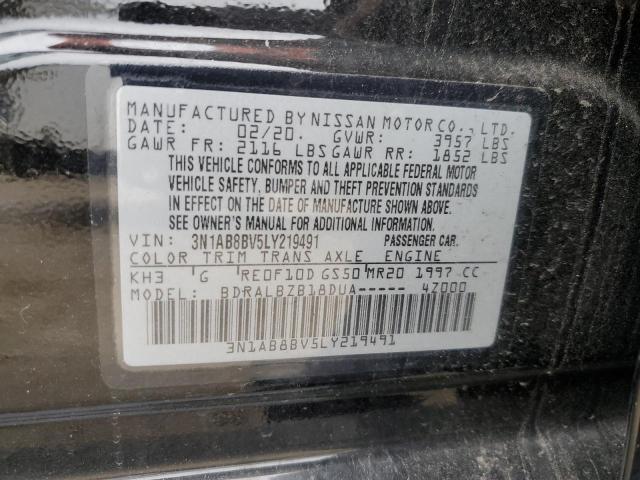 MANUFACTURED BY NISSAN MOTOR CO., LTD.
DATE: 02/20. GVWR: 3957 LBS
GAWR FR: 2116 LBS GAWR RR: 1852 LBS
THIS VEHICLE CONFORMS TO ALL APPLICABLE FEDERAL MOTOR
VEHICLE SAFETY, BUMPER AND THEFT PREVENTION STANDARDS
IN EFFECT ON THE DATE OF MANUFACTURE SHOWN ABOVE.
SEE OWNER'S MANUAL FOR ADDITIONAL INFORMATION.
VIN: 3N1AB8BV5LY219491 PASSENGER CAR.
COLOR TRIM TRANS AXLE ENGINE
KH3 G RE0F10D GS50 MR20 1997 CC
MODEL: BDRALBZB18DUA----- 4Z000
3N1AB8BV5LY219491